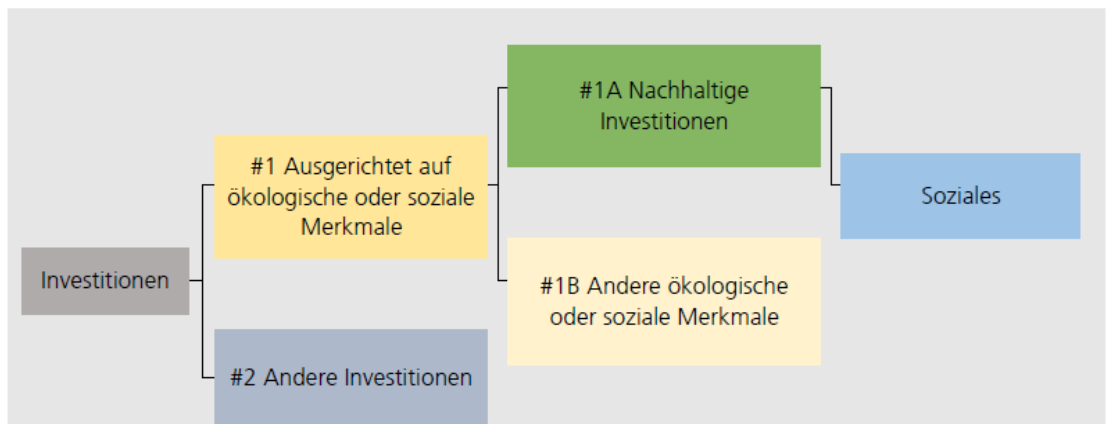 #1A Nachhaltige
Investitionen
#1 Ausgerichtet auf
ökologische oder soziale
Merkmale
Soziales
Investitionen
#1B Andere ökologische
oder soziale Merkmale
#2 Andere Investitionen